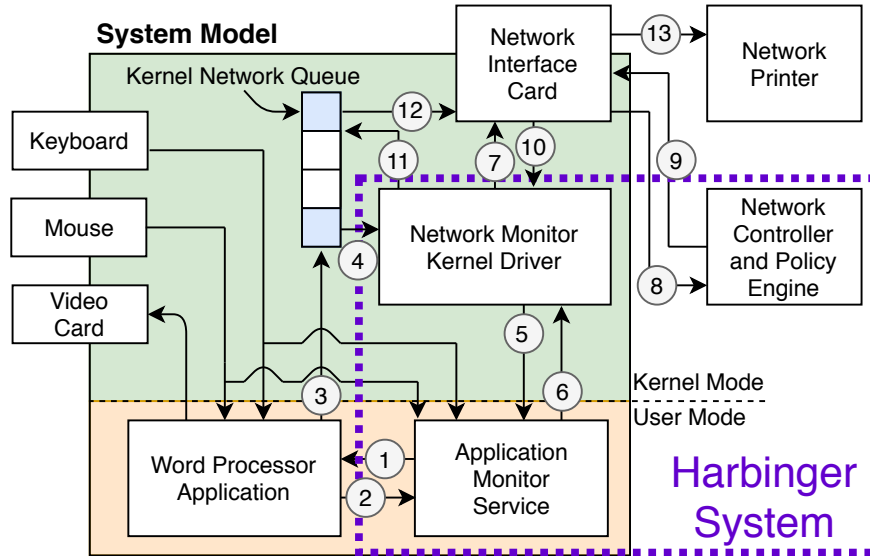 System Model
Kernel Network Queue
Keyboard
Mouse
Video
Card
Network
Interface
Card
Network
Printer
Network Monitor
Kernel Driver
Network
Controller
and Policy
Engine
Kernel Mode
User Mode
Word Processor
Application
Application
Monitor
Service
Harbinger
System
1
2
3
4
5
6
7
8
9
10
11
12
13